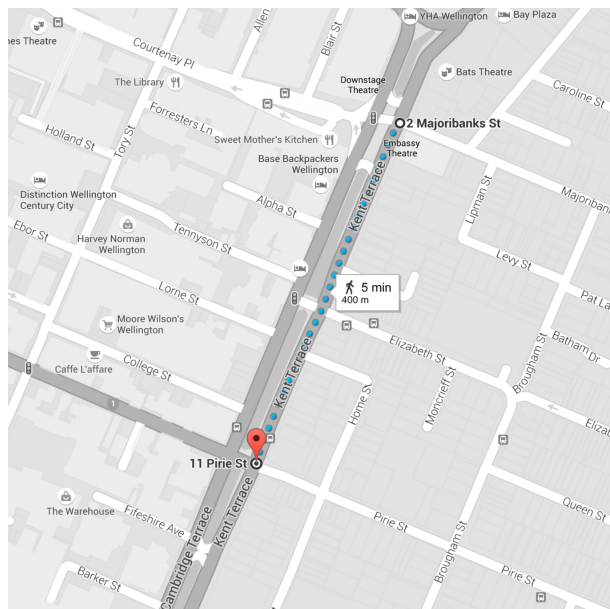 YHA Wellington
Bay Plaza
nes Theatre
Allen
Blair St
Courtenay Pl
Bats Theatre
The Library
Downstage
Theatre
Caroline St
Forresters Ln
Tory St
Holland St
2 Majoribanks St
Sweet Mother's Kitchen
Embassy
Theatre
Base Backpackers
Wellington
Kent Terrace
Lipman St
Majoriban
Distinction Wellington
Century City
Alpha St
Ebor St
Tennyson St
Harvey Norman
Wellington
Levy St
5 min
400 m
Pat La
Lorne St
Moore Wilson's
Wellington
Elizabeth St
Batham Dr
Brougham St
College St
Caffe L'affare
Kent Terrace
Home St
Moncrieff St
1
Elizab
11 Pirie St
The Warehouse
Fifeshire Ave
Kent Terrace
Cambridge Terrace
Pirie St
Queen St
Barker St
Brougham St
Pirie St